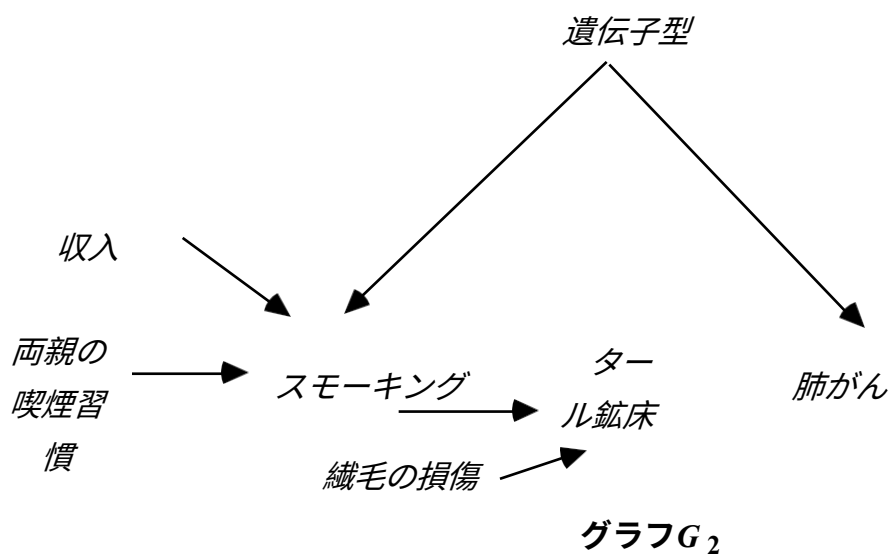 遺伝子型
収入
両親の
喫煙習
慣
スモーキング
ター
ル鉱床
肺がん
繊毛の損傷
グラフG 2